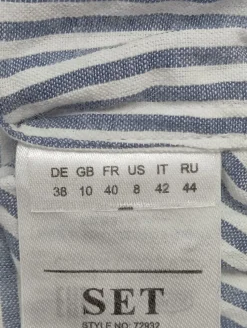 DE GB FR US IT RU
38 10 40 8 42 44
SET
STYLE NO: 72932